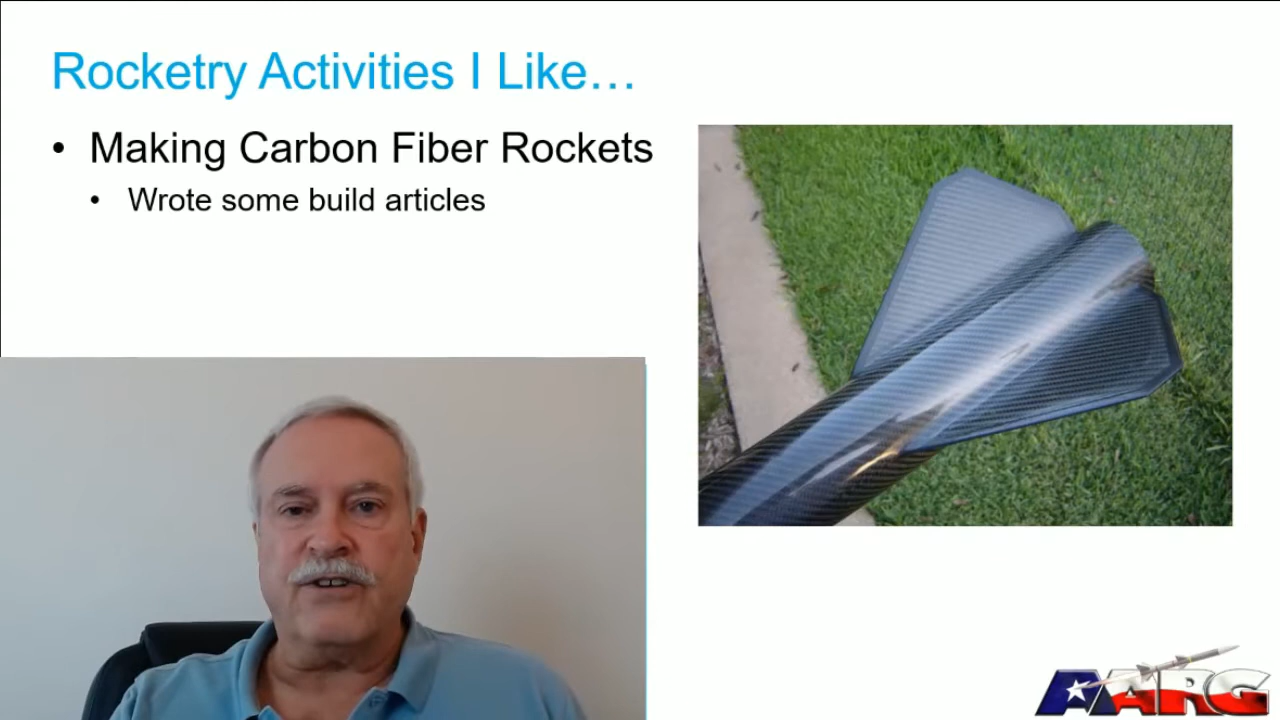 Rocketry Activities I Like…
• Making Carbon Fiber Rockets
• Wrote some build articles
AARG